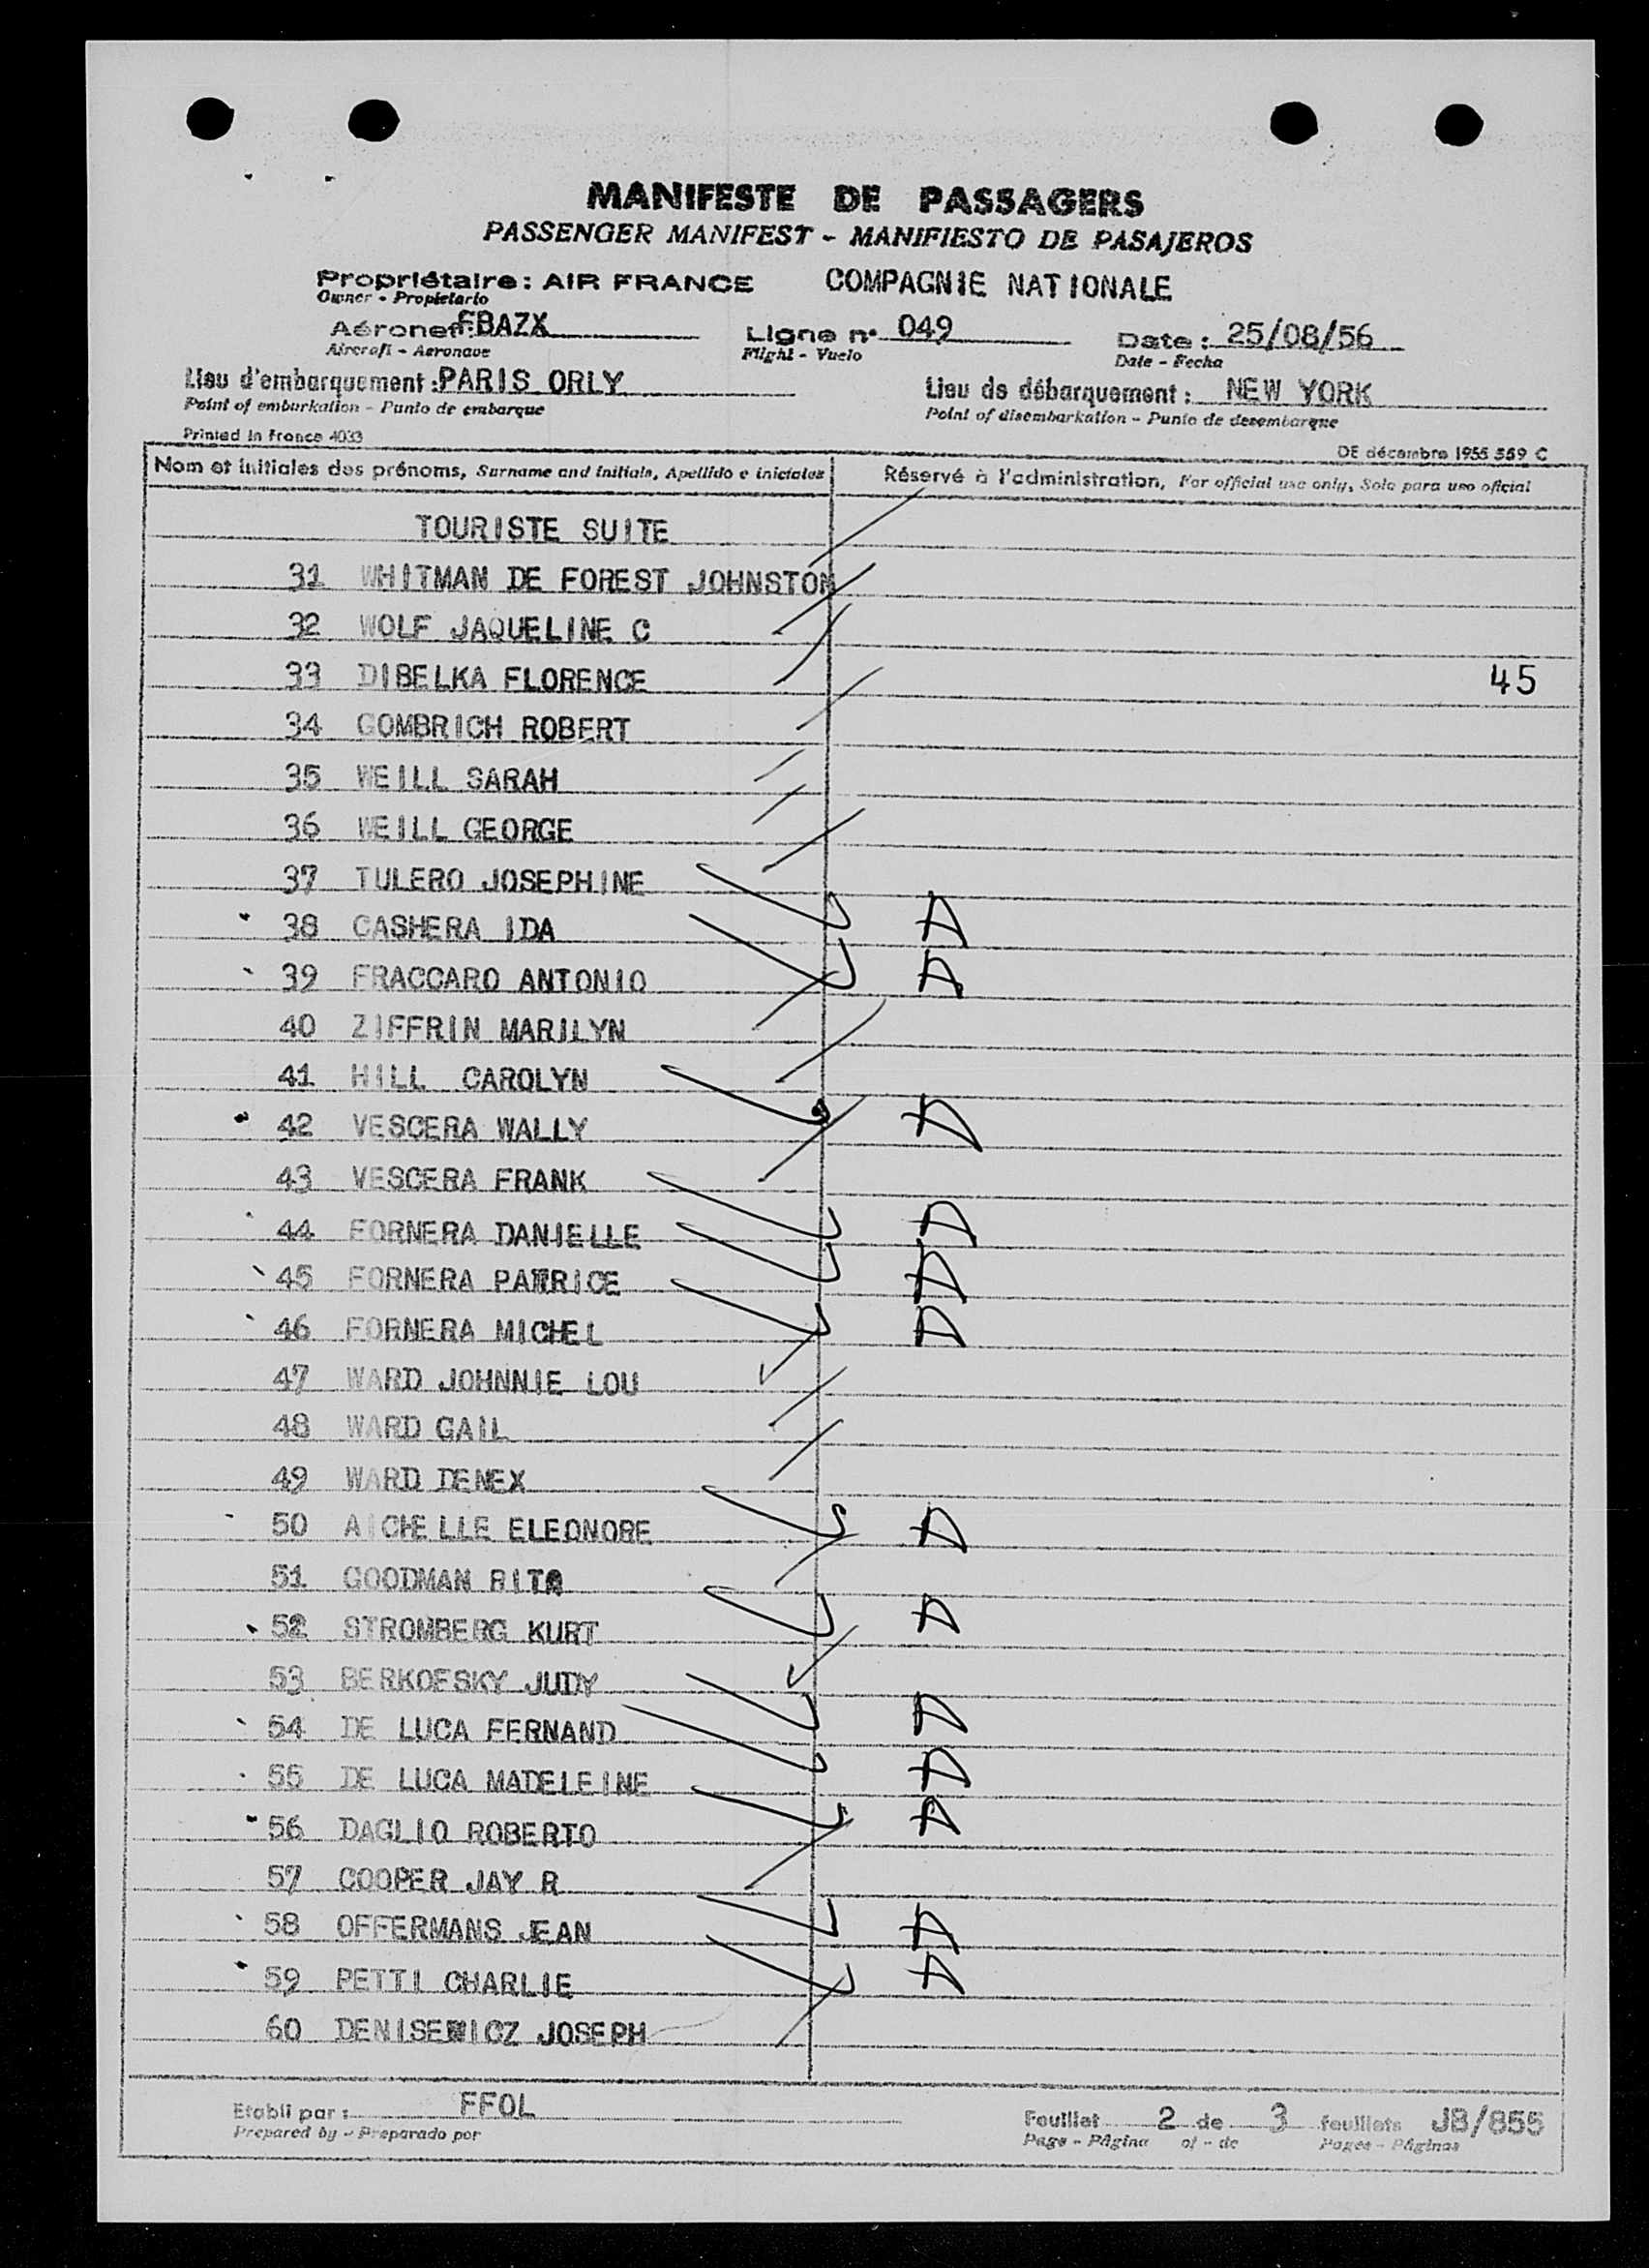 MANIFESTE DE PASSAGERS
PASSENGER MANIFEST - MANIFIESTO DE PASAJEROS
Propriétaire : AIR FRANCE COMPAGNIE NATIONALE
Owner - Propietario
Aéronef: FBAZX Ligne n° 049 Date : 25/08/56
Aircraft - Aeronave Flight - Vuelo Date - Fecha
Lieu d'embarquement : PARIS ORLY Lieu de débarquement : NEW YORK
Point of embarkation - Punto de embarque Point of disembarkation - Punto de desembarque
Printed in France 4033 DE décembre 1955 559 C
Nom et initiales des prénoms, Surname and initials, Apellido e iniciales Réservé à l'administration, For official use only, Solo para uso oficial
TOURISTE SUITE
31 WHITMAN DE FOREST JOHNSTON
32 WOLF JAQUELINE C
33 DIBELKA FLORENCE 45
34 GOMBRICH ROBERT
35 WEILL SARAH
36 WEILL GEORGE
37 TULERO JOSEPHINE
38 CASHERA IDA A
39 FRACCARO ANTONIO A
40 ZIFFRIN MARILYN
41 HILL CAROLYN
42 VESCERA WALLY A
43 VESCERA FRANK
44 FORNERA DANIELLE A
45 FORNERA PATRICE A
46 FORNERA MICHEL A
47 WARD JOHNNIE LOU
48 WARD GAIL
49 WARD DENEX
50 AICHELLE ELEONORE A
51 GOODMAN RITA
52 STROMBERG KURT A
53 BERKOFSKY JUDY
54 DE LUCA FERNAND A
55 DE LUCA MADELEINE A
56 DAGLIO ROBERTO A
57 COOPER JAY R
58 OFFERMANS JEAN A
59 PETTI CHARLIE A
60 DENISEWICZ JOSEPH
Etabli par : FFOL Feuillet 2 de 3 feuillets JB/855
Prepared by - Preparado por Page - Página of - de Pages - Páginas